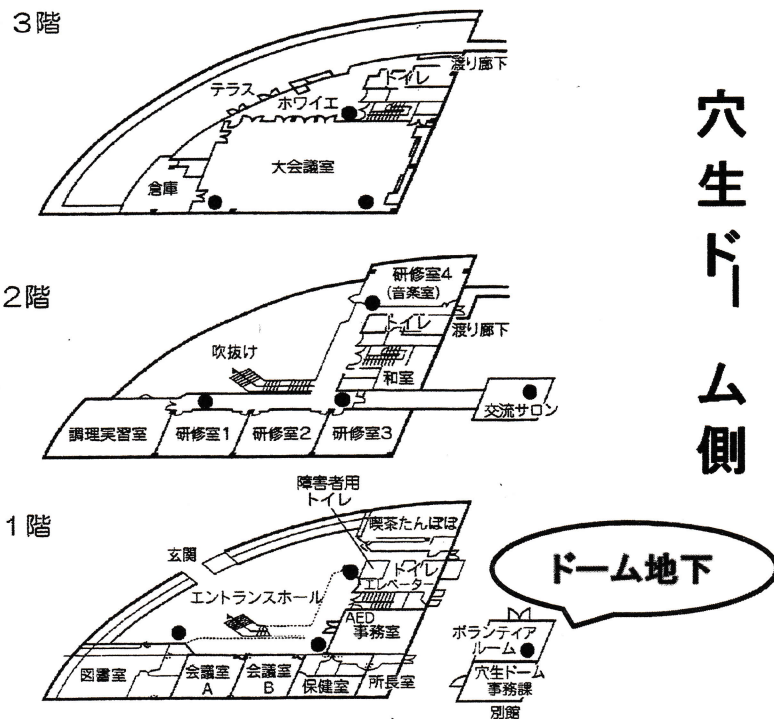 3階
渡り廊下
トイレ
テラス
ホワイエ
大会議室
倉庫
穴生ドーム側
2階
研修室4
(音楽室)
トイレ
渡り廊下
吹抜け
和室
交流サロン
調理実習室
研修室1
研修室2
研修室3
1階
障害者用
トイレ
喫茶たんぽぽ
玄関
トイレ
エレベーター
エントランスホール
AED
事務室
図書室
会議室
A
会議室
B
保健室
所長室
ドーム地下
ボランティア
ルーム
穴生ドーム
事務課
別館